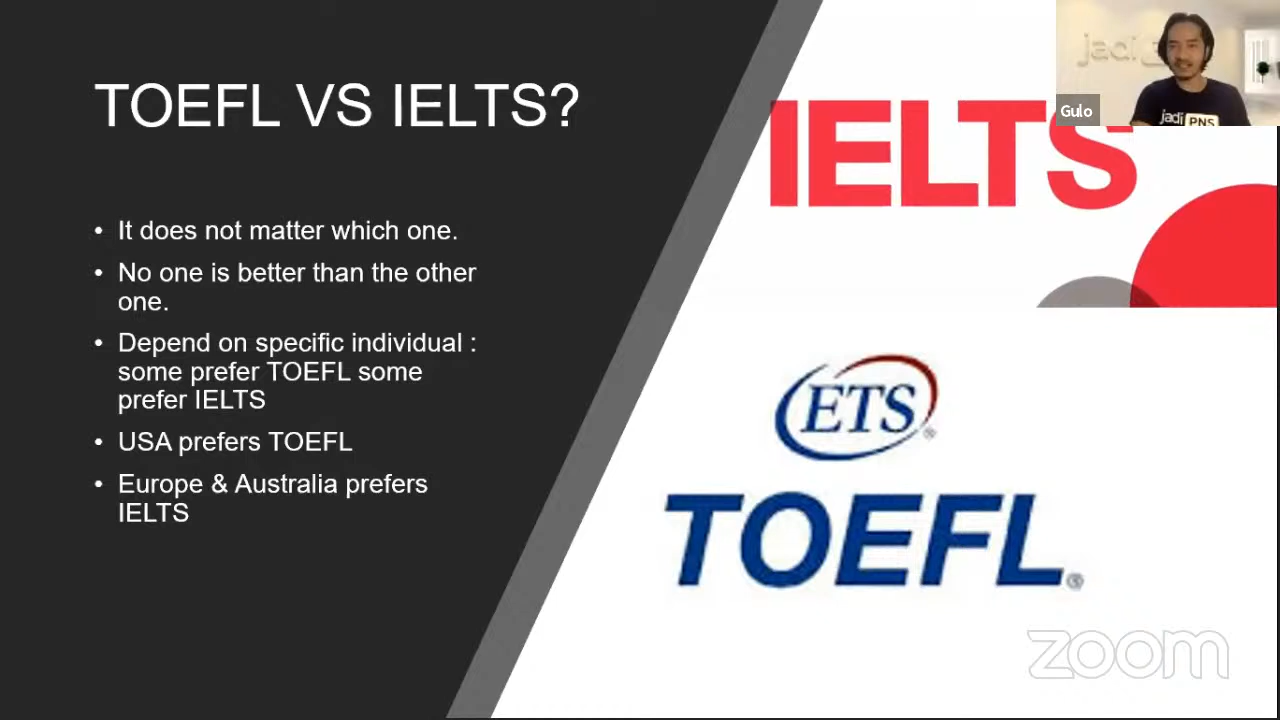 TOEFL VS IELTS?
• It does not matter which one.
• No one is better than the other
one.
• Depend on specific individual :
some prefer TOEFL some
prefer IELTS
• USA prefers TOEFL
• Europe & Australia prefers
IELTS
jadi
Gulo
jadi PNS
IELTS
ETS®
TOEFL®
zoom